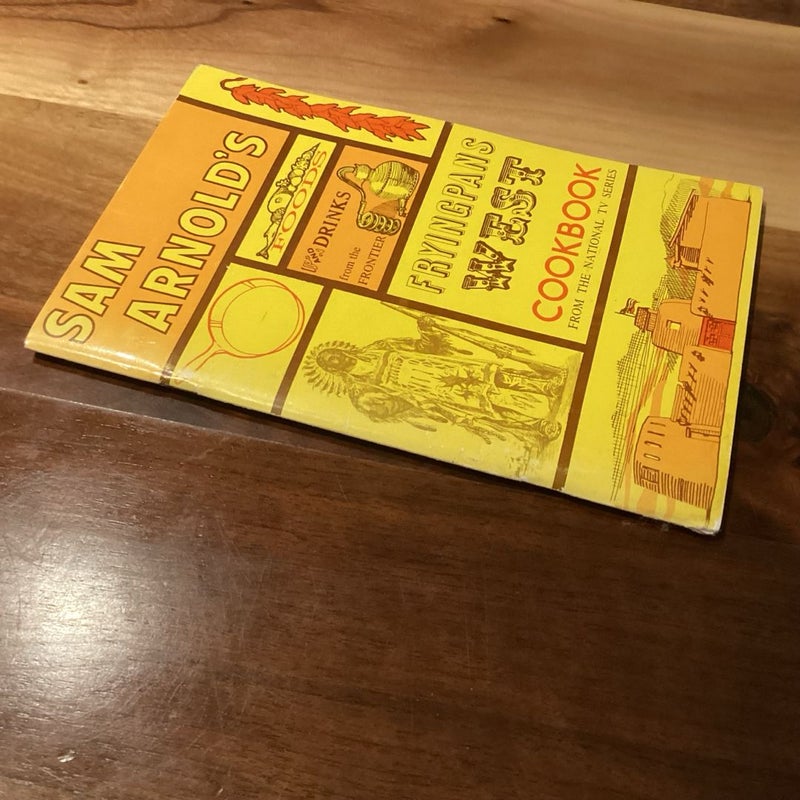 SAM
ARNOLD'S
FOODS
AND DRINKS
from the
FRONTIER
FRYINGPANS
WEST
COOKBOOK
FROM THE NATIONAL TV SERIES